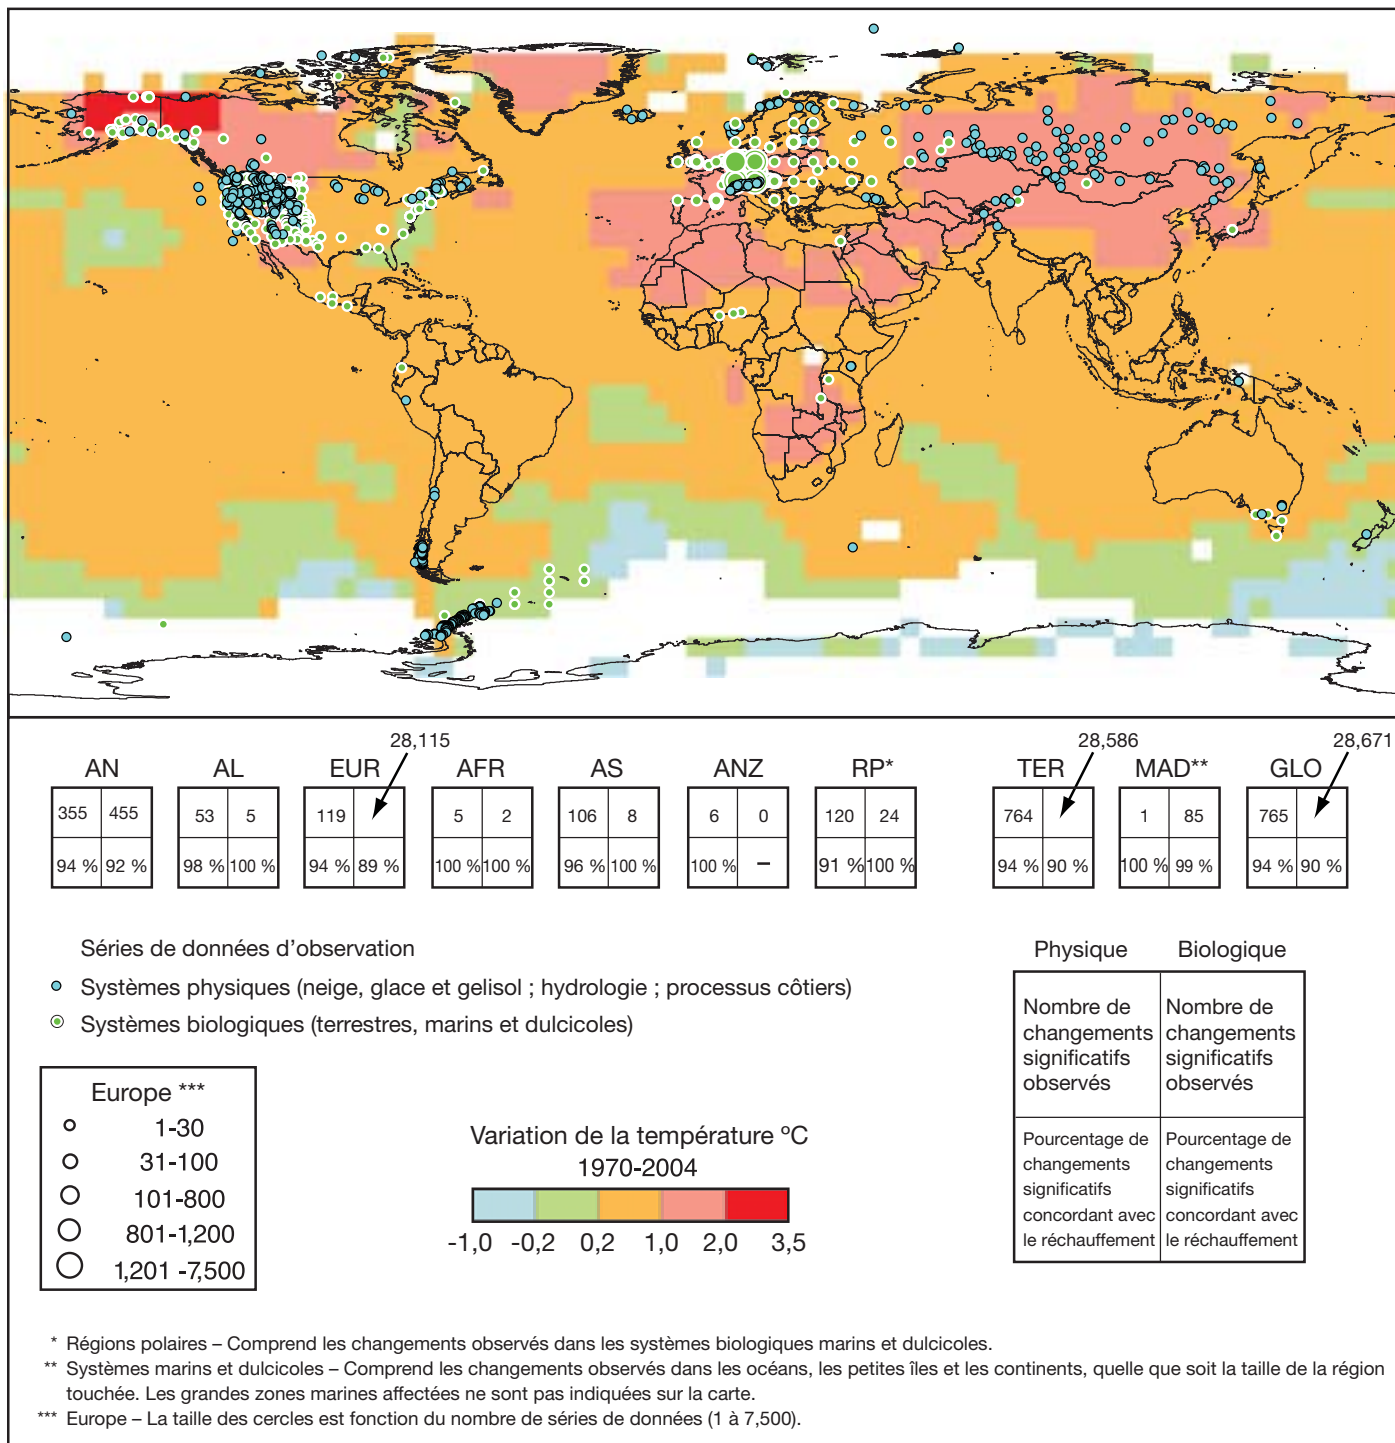 28,115
28,586
28,671
AN AL EUR AFR AS ANZ RP* TER MAD** GLO
355 455 53 5 119 5 2 106 8 6 0 120 24 764 1 85 765
94 % 92 % 98 % 100 % 94 % 89 % 100 % 100 % 96 % 100 % 100 % – 91 % 100 % 94 % 90 % 100 % 99 % 94 % 90 %
Séries de données d'observation
Systèmes physiques (neige, glace et gelisol ; hydrologie ; processus côtiers)
Systèmes biologiques (terrestres, marins et dulcicoles)
Europe ***
1-30
31-100
101-800
801-1,200
1,201 -7,500
Variation de la température ºC
1970-2004
-1,0 -0,2 0,2 1,0 2,0 3,5
Physique Biologique
Nombre de
changements
significatifs
observés
Nombre de
changements
significatifs
observés
Pourcentage de
changements
significatifs
concordant avec
le réchauffement
Pourcentage de
changements
significatifs
concordant avec
le réchauffement
* Régions polaires – Comprend les changements observés dans les systèmes biologiques marins et dulcicoles.
** Systèmes marins et dulcicoles – Comprend les changements observés dans les océans, les petites îles et les continents, quelle que soit la taille de la région
touchée. Les grandes zones marines affectées ne sont pas indiquées sur la carte.
*** Europe – La taille des cercles est fonction du nombre de séries de données (1 à 7,500).